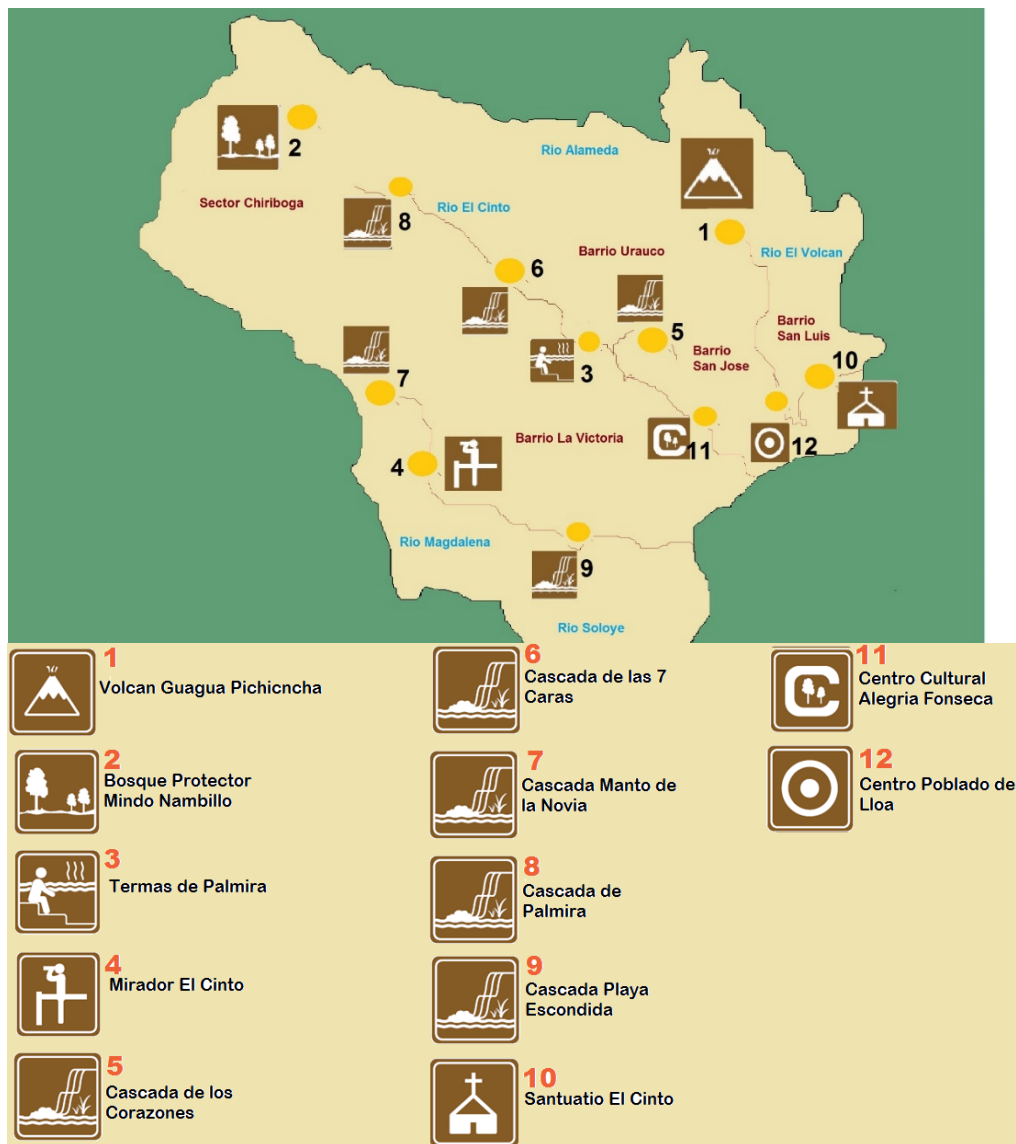 2
Rio Alameda
Sector Chiriboga
8
Rio El Cinto
1
Barrio Urauco
Rio El Volcan
6
5
Barrio
San Luis
3
Barrio
San Jose
10
7
Barrio La Victoria
11
12
4
Rio Magdalena
9
Rio Soloye
1
Volcan Guagua Pichicncha
2
Bosque Protector
Mindo Nambillo
3
Termas de Palmira
4
Mirador El Cinto
5
Cascada de los
Corazones
6
Cascada de las 7
Caras
7
Cascada Manto de
la Novia
8
Cascada de
Palmira
9
Cascada Playa
Escondida
10
Santuatio El Cinto
11
Centro Cultural
Alegria Fonseca
12
Centro Poblado de
Lloa